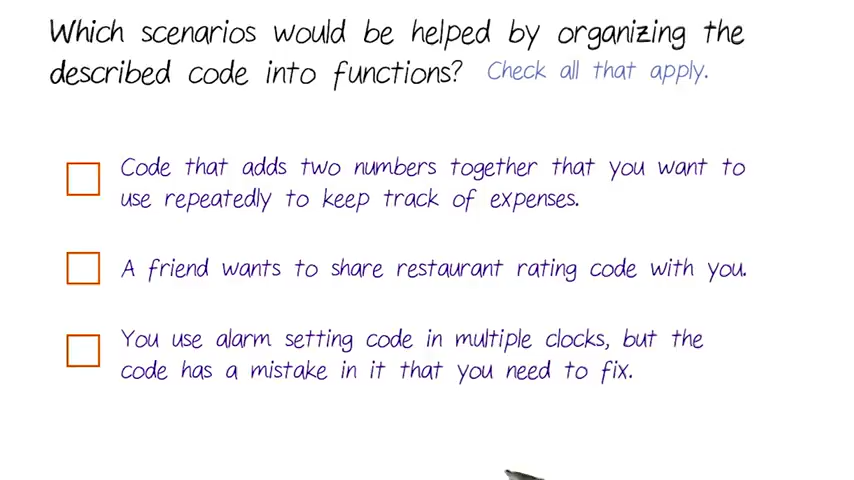 Which scenarios would be helped by organizing the
described code into functions? Check all that apply.
Code that adds two numbers together that you want to
use repeatedly to keep track of expenses.
A friend wants to share restaurant rating code with you.
You use alarm setting code in multiple clocks, but the
code has a mistake in it that you need to fix.